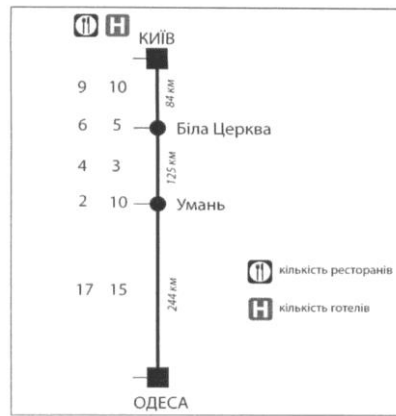 H
КИЇВ
9 10
84 км
6 5
Біла Церква
4 3
125 км
2 10
Умань
17 15
244 км
кількість ресторанів
H кількість готелів
ОДЕСА